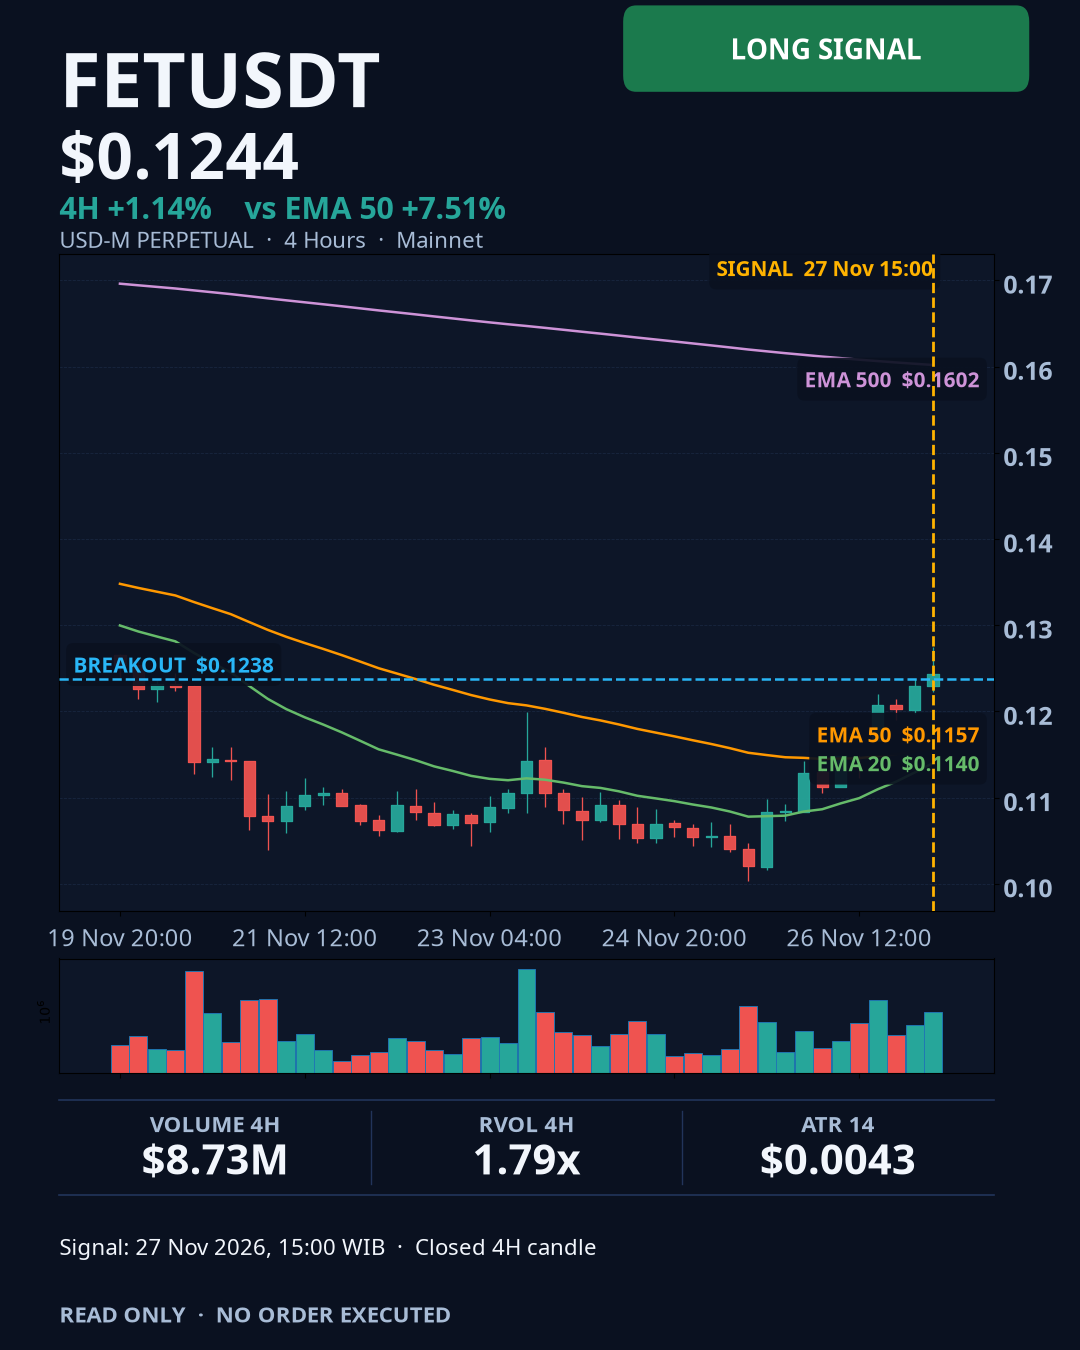 LONG SIGNAL
FETUSDT
$0.1244
4H +1.14% vs EMA 50 +7.51%
USD-M PERPETUAL · 4 Hours · Mainnet
SIGNAL 27 Nov 15:00
0.17
0.16
EMA 500 $0.1602
0.15
0.14
0.13
BREAKOUT $0.1238
0.12
EMA 50 $0.1157
EMA 20 $0.1140
0.11
0.10
19 Nov 20:00 21 Nov 12:00 23 Nov 04:00 24 Nov 20:00 26 Nov 12:00
10⁶
VOLUME 4H RVOL 4H ATR 14
$8.73M 1.79x $0.0043
Signal: 27 Nov 2026, 15:00 WIB · Closed 4H candle
READ ONLY · NO ORDER EXECUTED